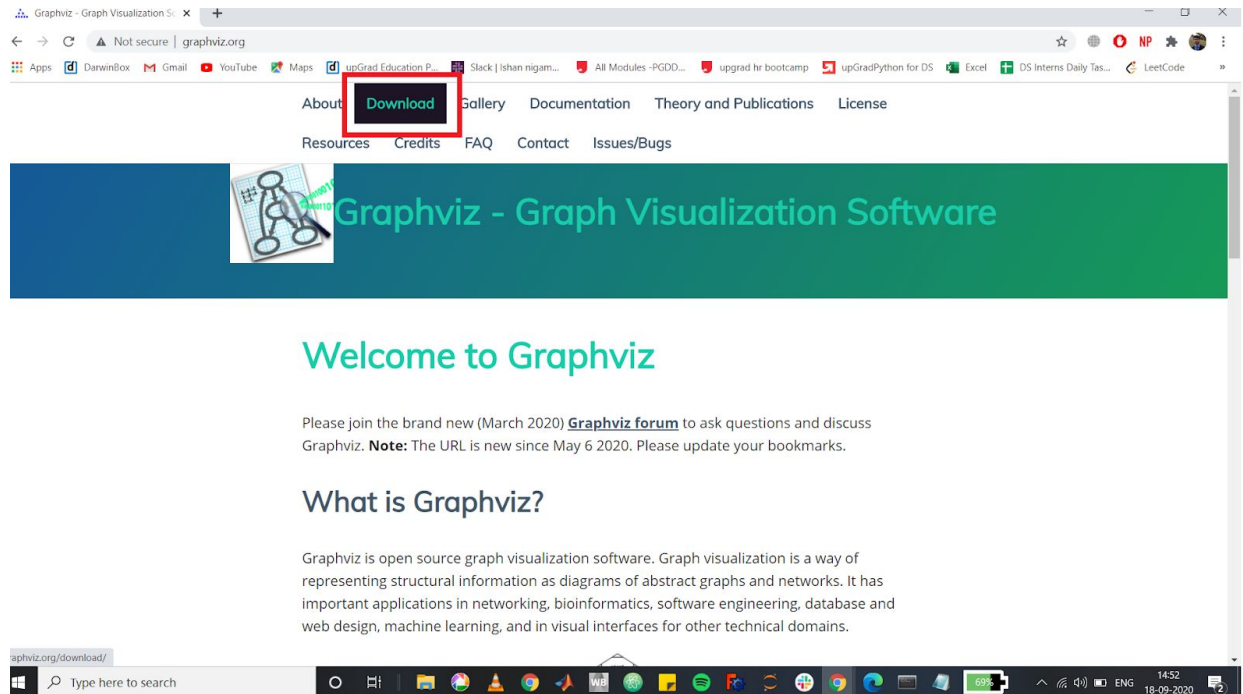 Graphviz - Graph Visualization So
Not secure | graphviz.org
NP
Apps DarwinBox Gmail YouTube Maps upGrad Education P... Slack | Ishan nigam... All Modules -PGDD... upgrad hr bootcamp upGradPython for DS Excel DS Interns Daily Tas... LeetCode »
About Download Gallery Documentation Theory and Publications License
Resources Credits FAQ Contact Issues/Bugs
Graphviz - Graph Visualization Software
Welcome to Graphviz
Please join the brand new (March 2020) Graphviz forum to ask questions and discuss
Graphviz. Note: The URL is new since May 6 2020. Please update your bookmarks.
What is Graphviz?
Graphviz is open source graph visualization software. Graph visualization is a way of
representing structural information as diagrams of abstract graphs and networks. It has
important applications in networking, bioinformatics, software engineering, database and
web design, machine learning, and in visual interfaces for other technical domains.
raphviz.org/download/
Type here to search
WB
69%
ENG
14:52
18-09-2020
2